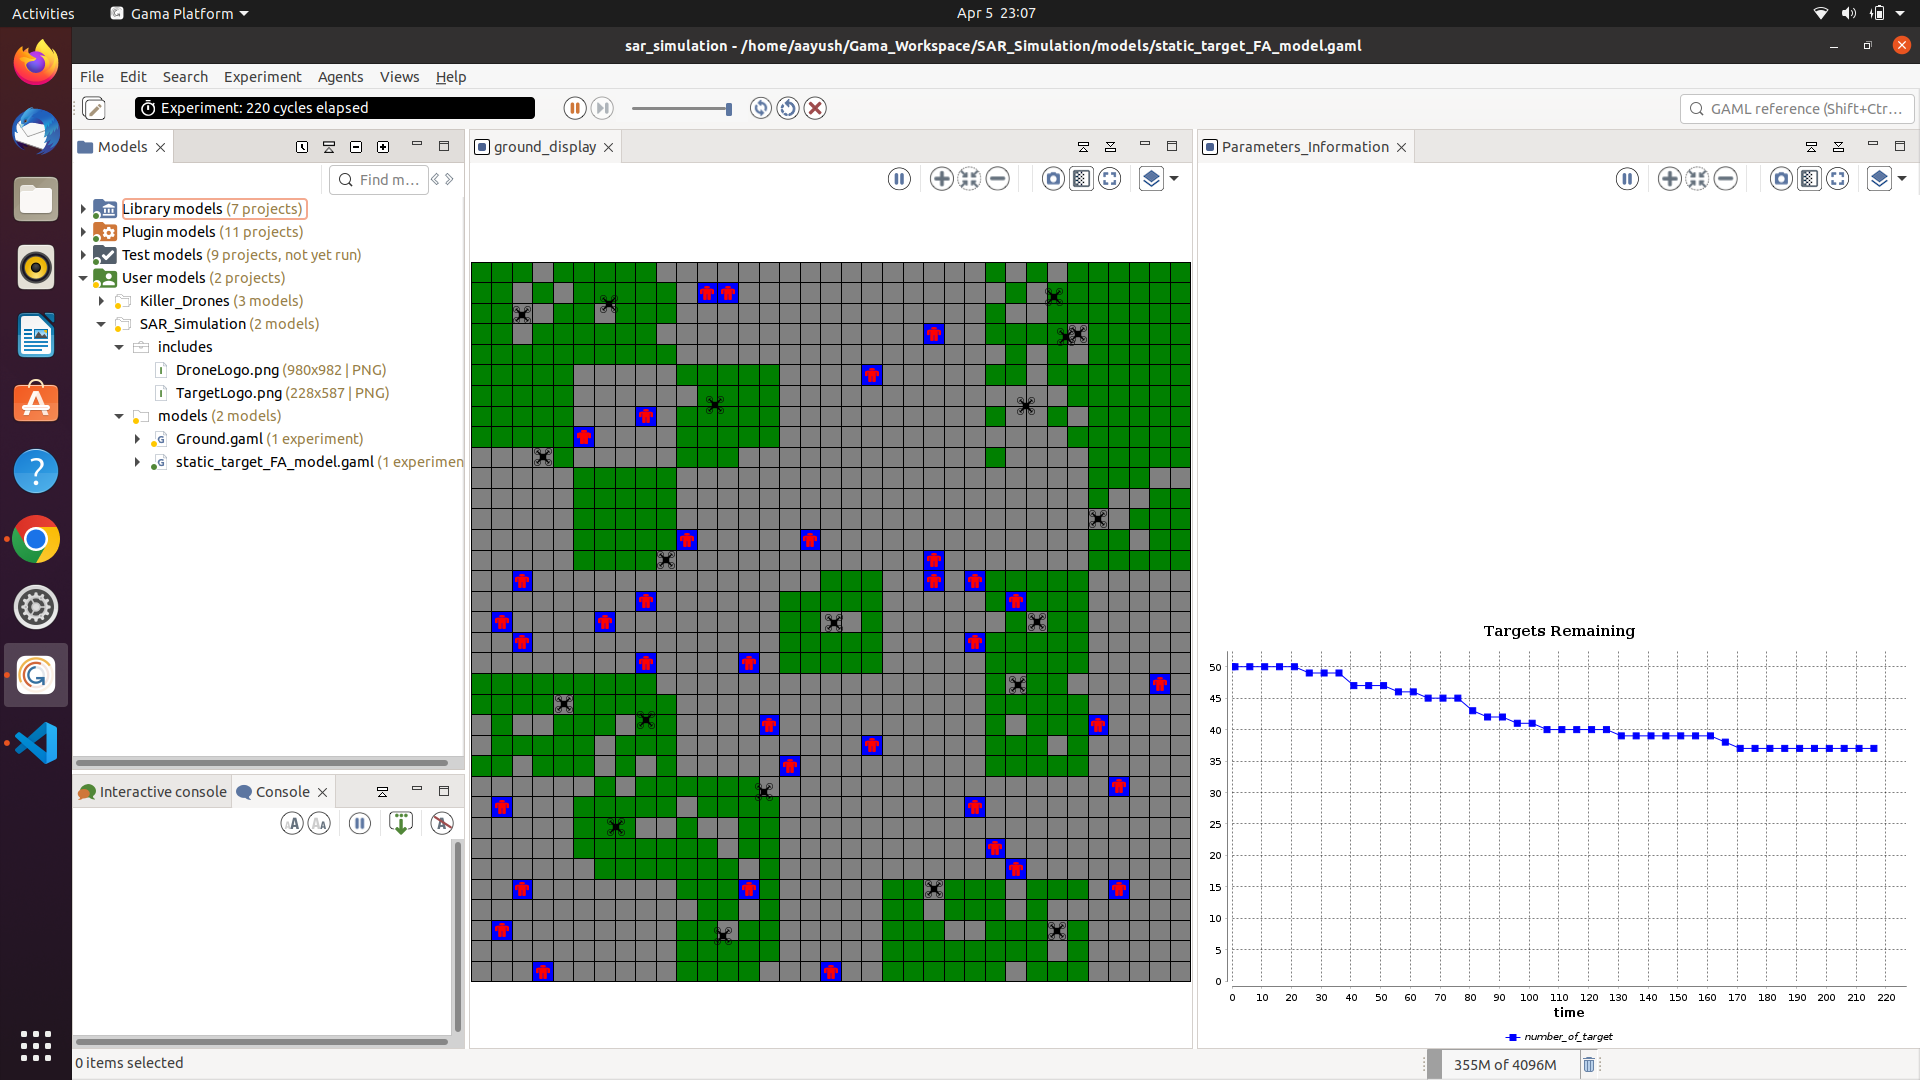 Activities
Gama Platform
Apr 5 23:07
sar_simulation - /home/aayush/Gama_Workspace/SAR_Simulation/models/static_target_FA_model.gaml
File Edit Search Experiment Agents Views Help
Experiment: 220 cycles elapsed
GAML reference (Shift+Ctr...
Models
Find m...
Library models (7 projects)
Plugin models (11 projects)
Test models (9 projects, not yet run)
User models (2 projects)
Killer_Drones (3 models)
SAR_Simulation (2 models)
includes
DroneLogo.png (980x982 | PNG)
TargetLogo.png (228x587 | PNG)
models (2 models)
Ground.gaml (1 experiment)
static_target_FA_model.gaml (1 experimen
Interactive console
Console
0 items selected
ground_display
Parameters_Information
Targets Remaining
50
45
40
35
30
25
20
15
10
5
0
0 10 20 30 40 50 60 70 80 90 100 110 120 130 140 150 160 170 180 190 200 210 220
time
number_of_target
355M of 4096M